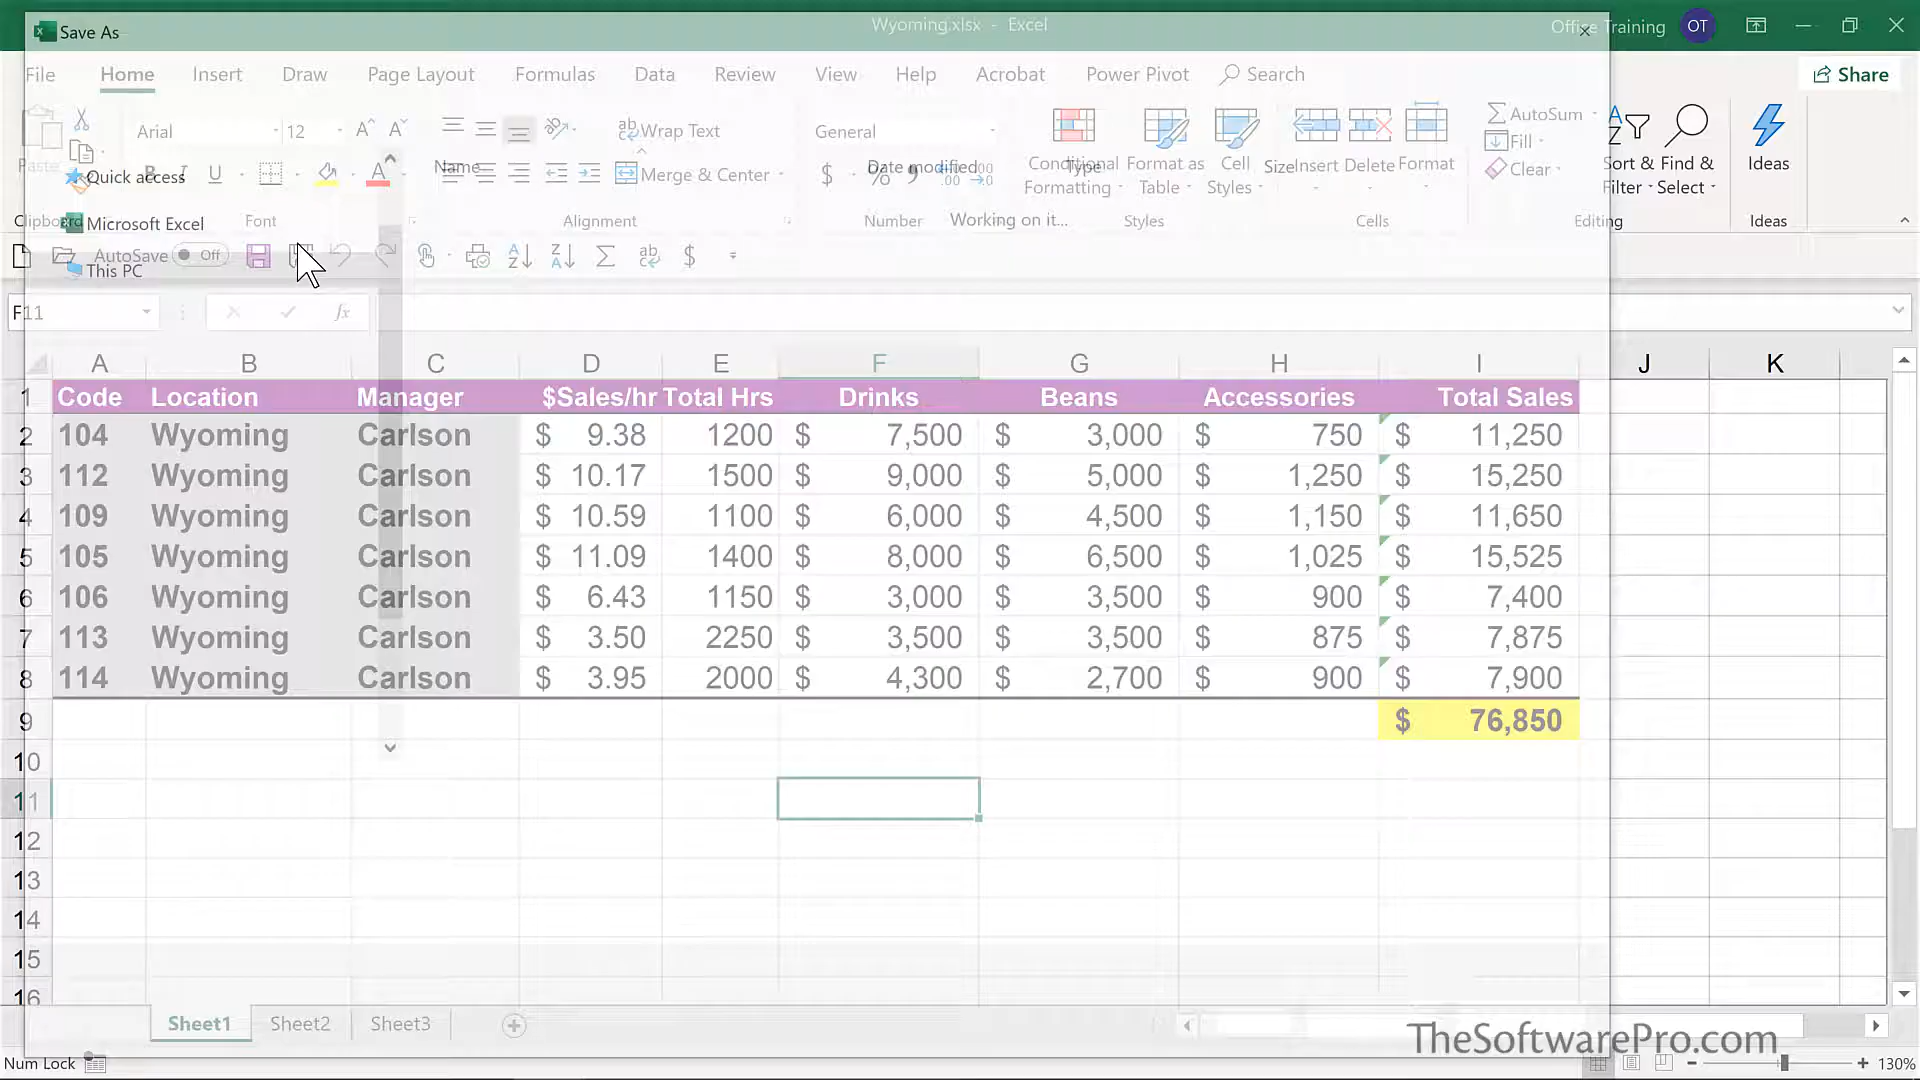 Save As
Wyoming.xlsx - Excel
Office Training OT
File Home Insert Draw Page Layout Formulas Data Review View Help Acrobat Power Pivot Search Share
Arial 12 Wrap Text General
Paste B U Merge & Center $ % , .00
Name Date modified Type Size
Conditional Formatting Format as Table Cell Styles Insert Delete Format
AutoSum
Fill
Clear
Sort & Filter Find & Select Ideas
Quick access
Clipboard Font Alignment Number Styles Cells Editing Ideas
Working on it...
Microsoft Excel
AutoSave Off
This PC
F11 fx
A B C D E F G H I J K
1 Code Location Manager $Sales/hr Total Hrs Drinks Beans Accessories Total Sales
2 104 Wyoming Carlson $ 9.38 1200 $ 7,500 $ 3,000 $ 750 $ 11,250
3 112 Wyoming Carlson $ 10.17 1500 $ 9,000 $ 5,000 $ 1,250 $ 15,250
4 109 Wyoming Carlson $ 10.59 1100 $ 6,000 $ 4,500 $ 1,150 $ 11,650
5 105 Wyoming Carlson $ 11.09 1400 $ 8,000 $ 6,500 $ 1,025 $ 15,525
6 106 Wyoming Carlson $ 6.43 1150 $ 3,000 $ 3,500 $ 900 $ 7,400
7 113 Wyoming Carlson $ 3.50 2250 $ 3,500 $ 3,500 $ 875 $ 7,875
8 114 Wyoming Carlson $ 3.95 2000 $ 4,300 $ 2,700 $ 900 $ 7,900
9 $ 76,850
10
11
12
13
14
15
16
Sheet1 Sheet2 Sheet3
TheSoftwarePro.com
Num Lock 130%